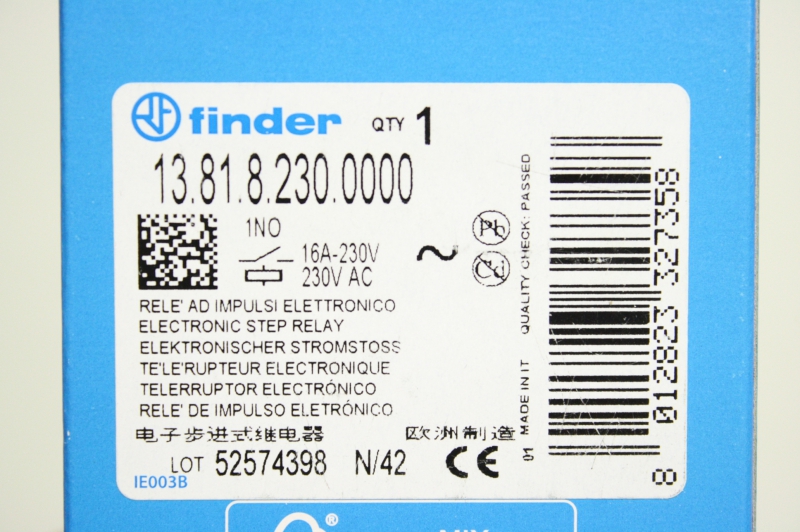 finder QTY 1
13.81.8.230.0000
1NO
16A-230V
230V AC
~
Pb
RELE' AD IMPULSI ELETTRONICO
ELECTRONIC STEP RELAY
ELEKTRONISCHER STROMSTOSS
TE'LE'RUPTEUR ELECTRONIQUE
TELERRUPTOR ELECTRÓNICO
RELE' DE IMPULSO ELETRÓNICO
电子步进式继电器 欧洲制造
LOT 52574398 N/42 CE
IE003B
01 MADE IN IT QUALITY CHECK: PASSED
8 012823 327358